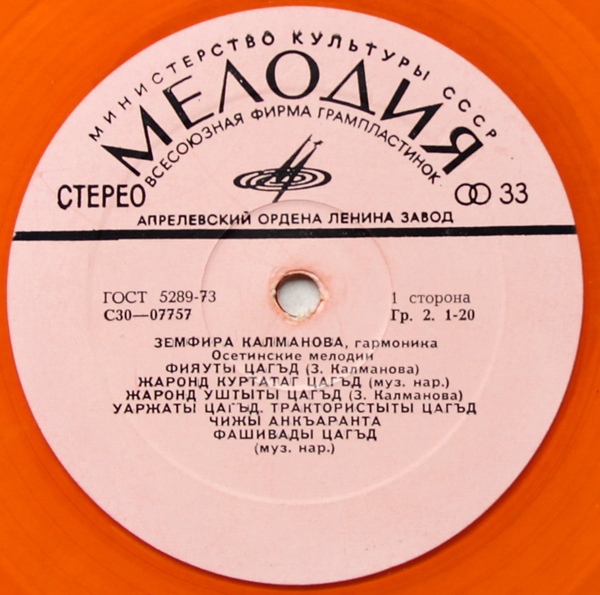 МИНИСТЕРСТВО КУЛЬТУРЫ СССР
МЕЛОДИЯ
ВСЕСОЮЗНАЯ ФИРМА ГРАМПЛАСТИНОК
СТЕРЕО 33
АПРЕЛЕВСКИЙ ОРДЕНА ЛЕНИНА ЗАВОД
ГОСТ 5289-73 1 сторона
С30—07757 Гр. 2. 1-20
ЗЕМФИРА КАЛМАНОВА, гармоника
Осетинские мелодии
ФИЯУТЫ ЦАГЪД (З. Калманова)
ЖАРОНД КУРТАТАГ ЦАГЪД (муз. нар.)
ЖАРОНД УШТЫТЫ ЦАГЪД (З. Калманова)
УАРЖАТЫ ЦАГЪД. ТРАКТОРИСТЫТЫ ЦАГЪД
ЧИЖЫ АНКЪАРАНТА
ФАШИВАДЫ ЦАГЪД
(муз. нар.)